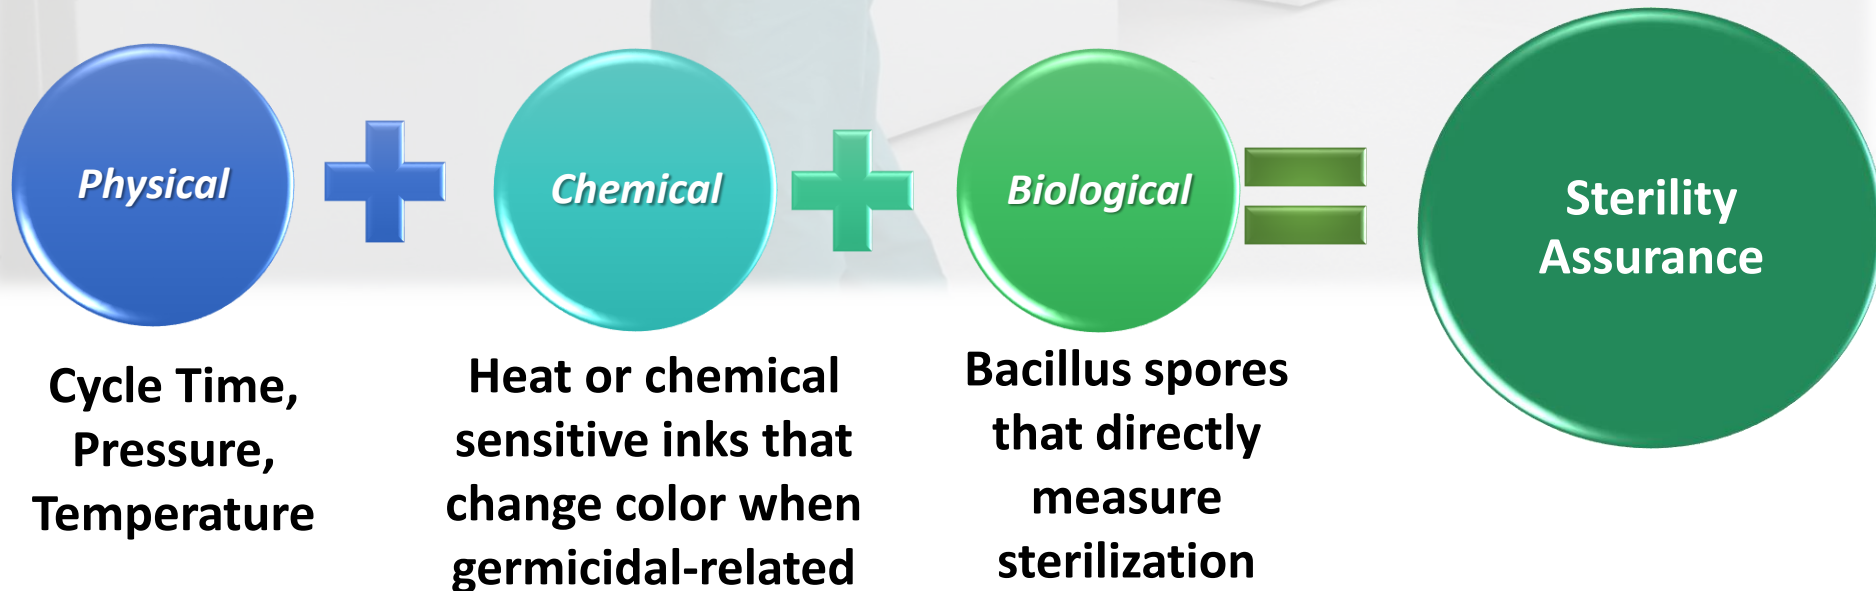 Physical
Chemical
Biological
Sterility
Assurance
Cycle Time,
Pressure,
Temperature
Heat or chemical
sensitive inks that
change color when
germicidal-related
Bacillus spores
that directly
measure
sterilization